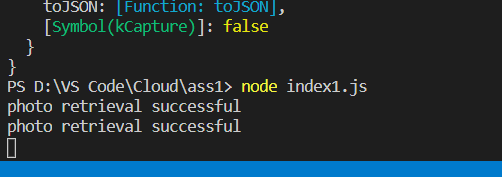 toJSON: [Function: toJSON],
[Symbol(kCapture)]: false
}
}
PS D:\VS Code\Cloud\ass1> node index1.js
photo retrieval successful
photo retrieval successful